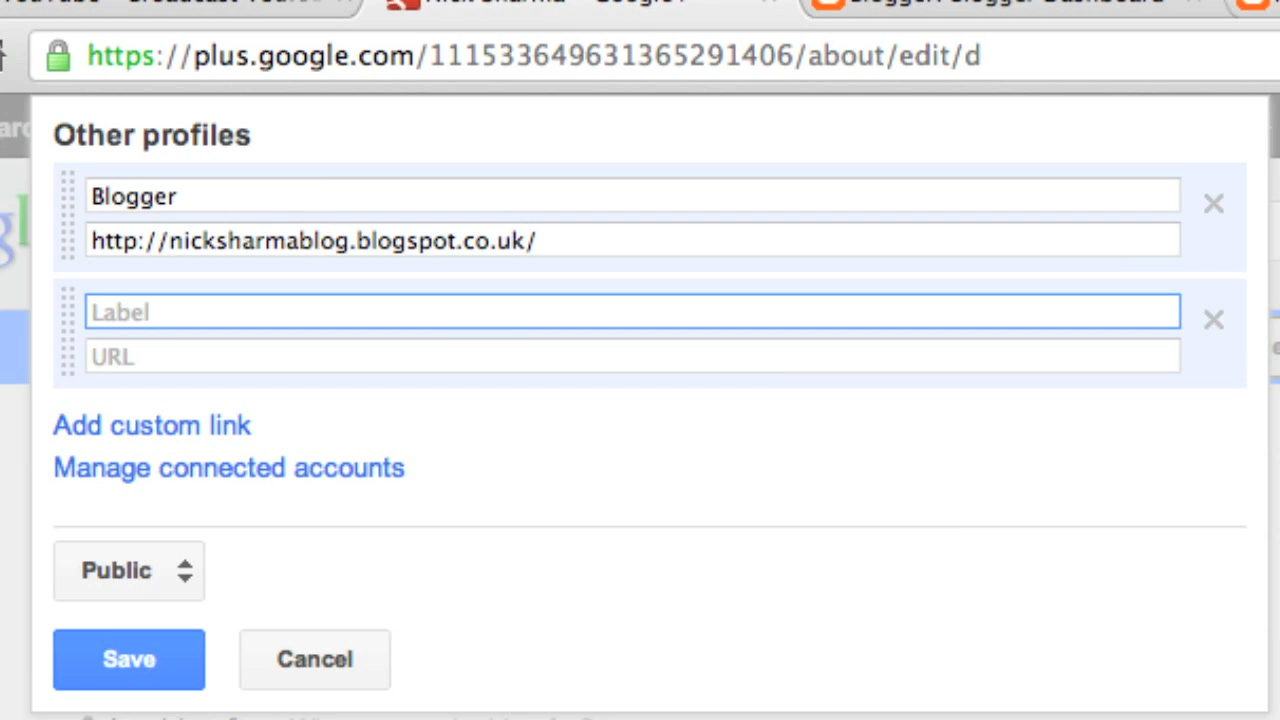 https://plus.google.com/111533649631365291406/about/edit/d
Other profiles
Blogger
http://nicksharmablog.blogspot.co.uk/
Label
URL
Add custom link
Manage connected accounts
Public
Save
Cancel